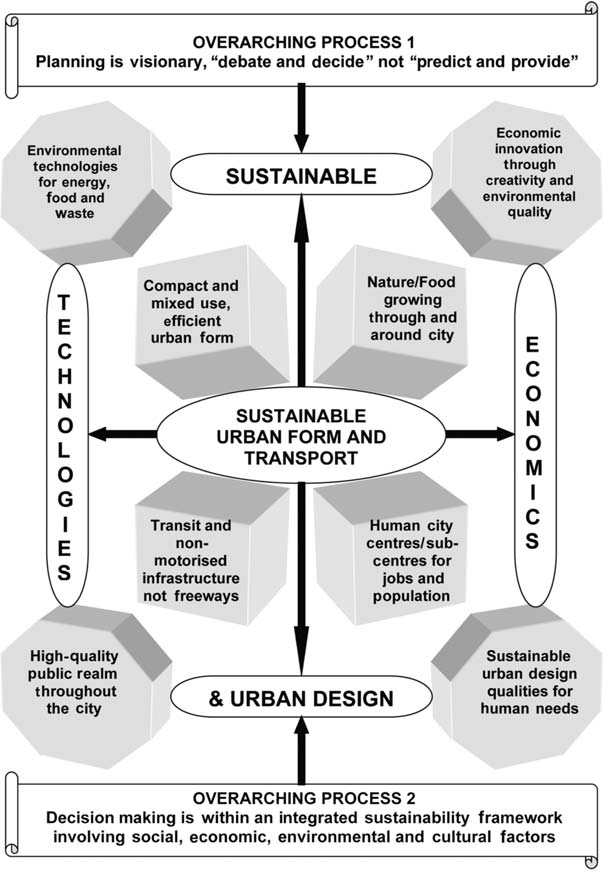 OVERARCHING PROCESS 1
Planning is visionary, “debate and decide” not “predict and provide”
Environmental
technologies
for energy,
food and
waste
SUSTAINABLE
Economic
innovation
through
creativity and
environmental
quality
Compact and
mixed use,
efficient
urban form
Nature/Food
growing
through and
around city
TECHNOLOGIES
SUSTAINABLE
URBAN FORM AND
TRANSPORT
ECONOMICS
Transit and
non-
motorised
infrastructure
not freeways
Human city
centres/sub-
centres for
jobs and
population
High-quality
public realm
throughout
the city
& URBAN DESIGN
Sustainable
urban design
qualities for
human needs
OVERARCHING PROCESS 2
Decision making is within an integrated sustainability framework
involving social, economic, environmental and cultural factors